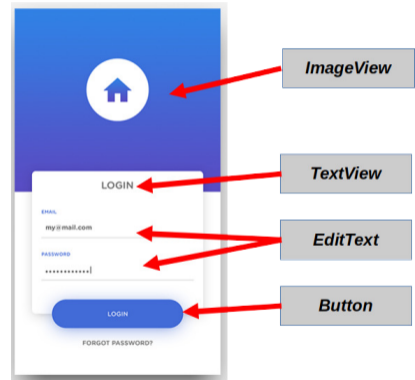 ImageView
LOGIN
TextView
EMAIL
my@mail.com
EditText
PASSWORD
••••••••••••|
LOGIN
Button
FORGOT PASSWORD?